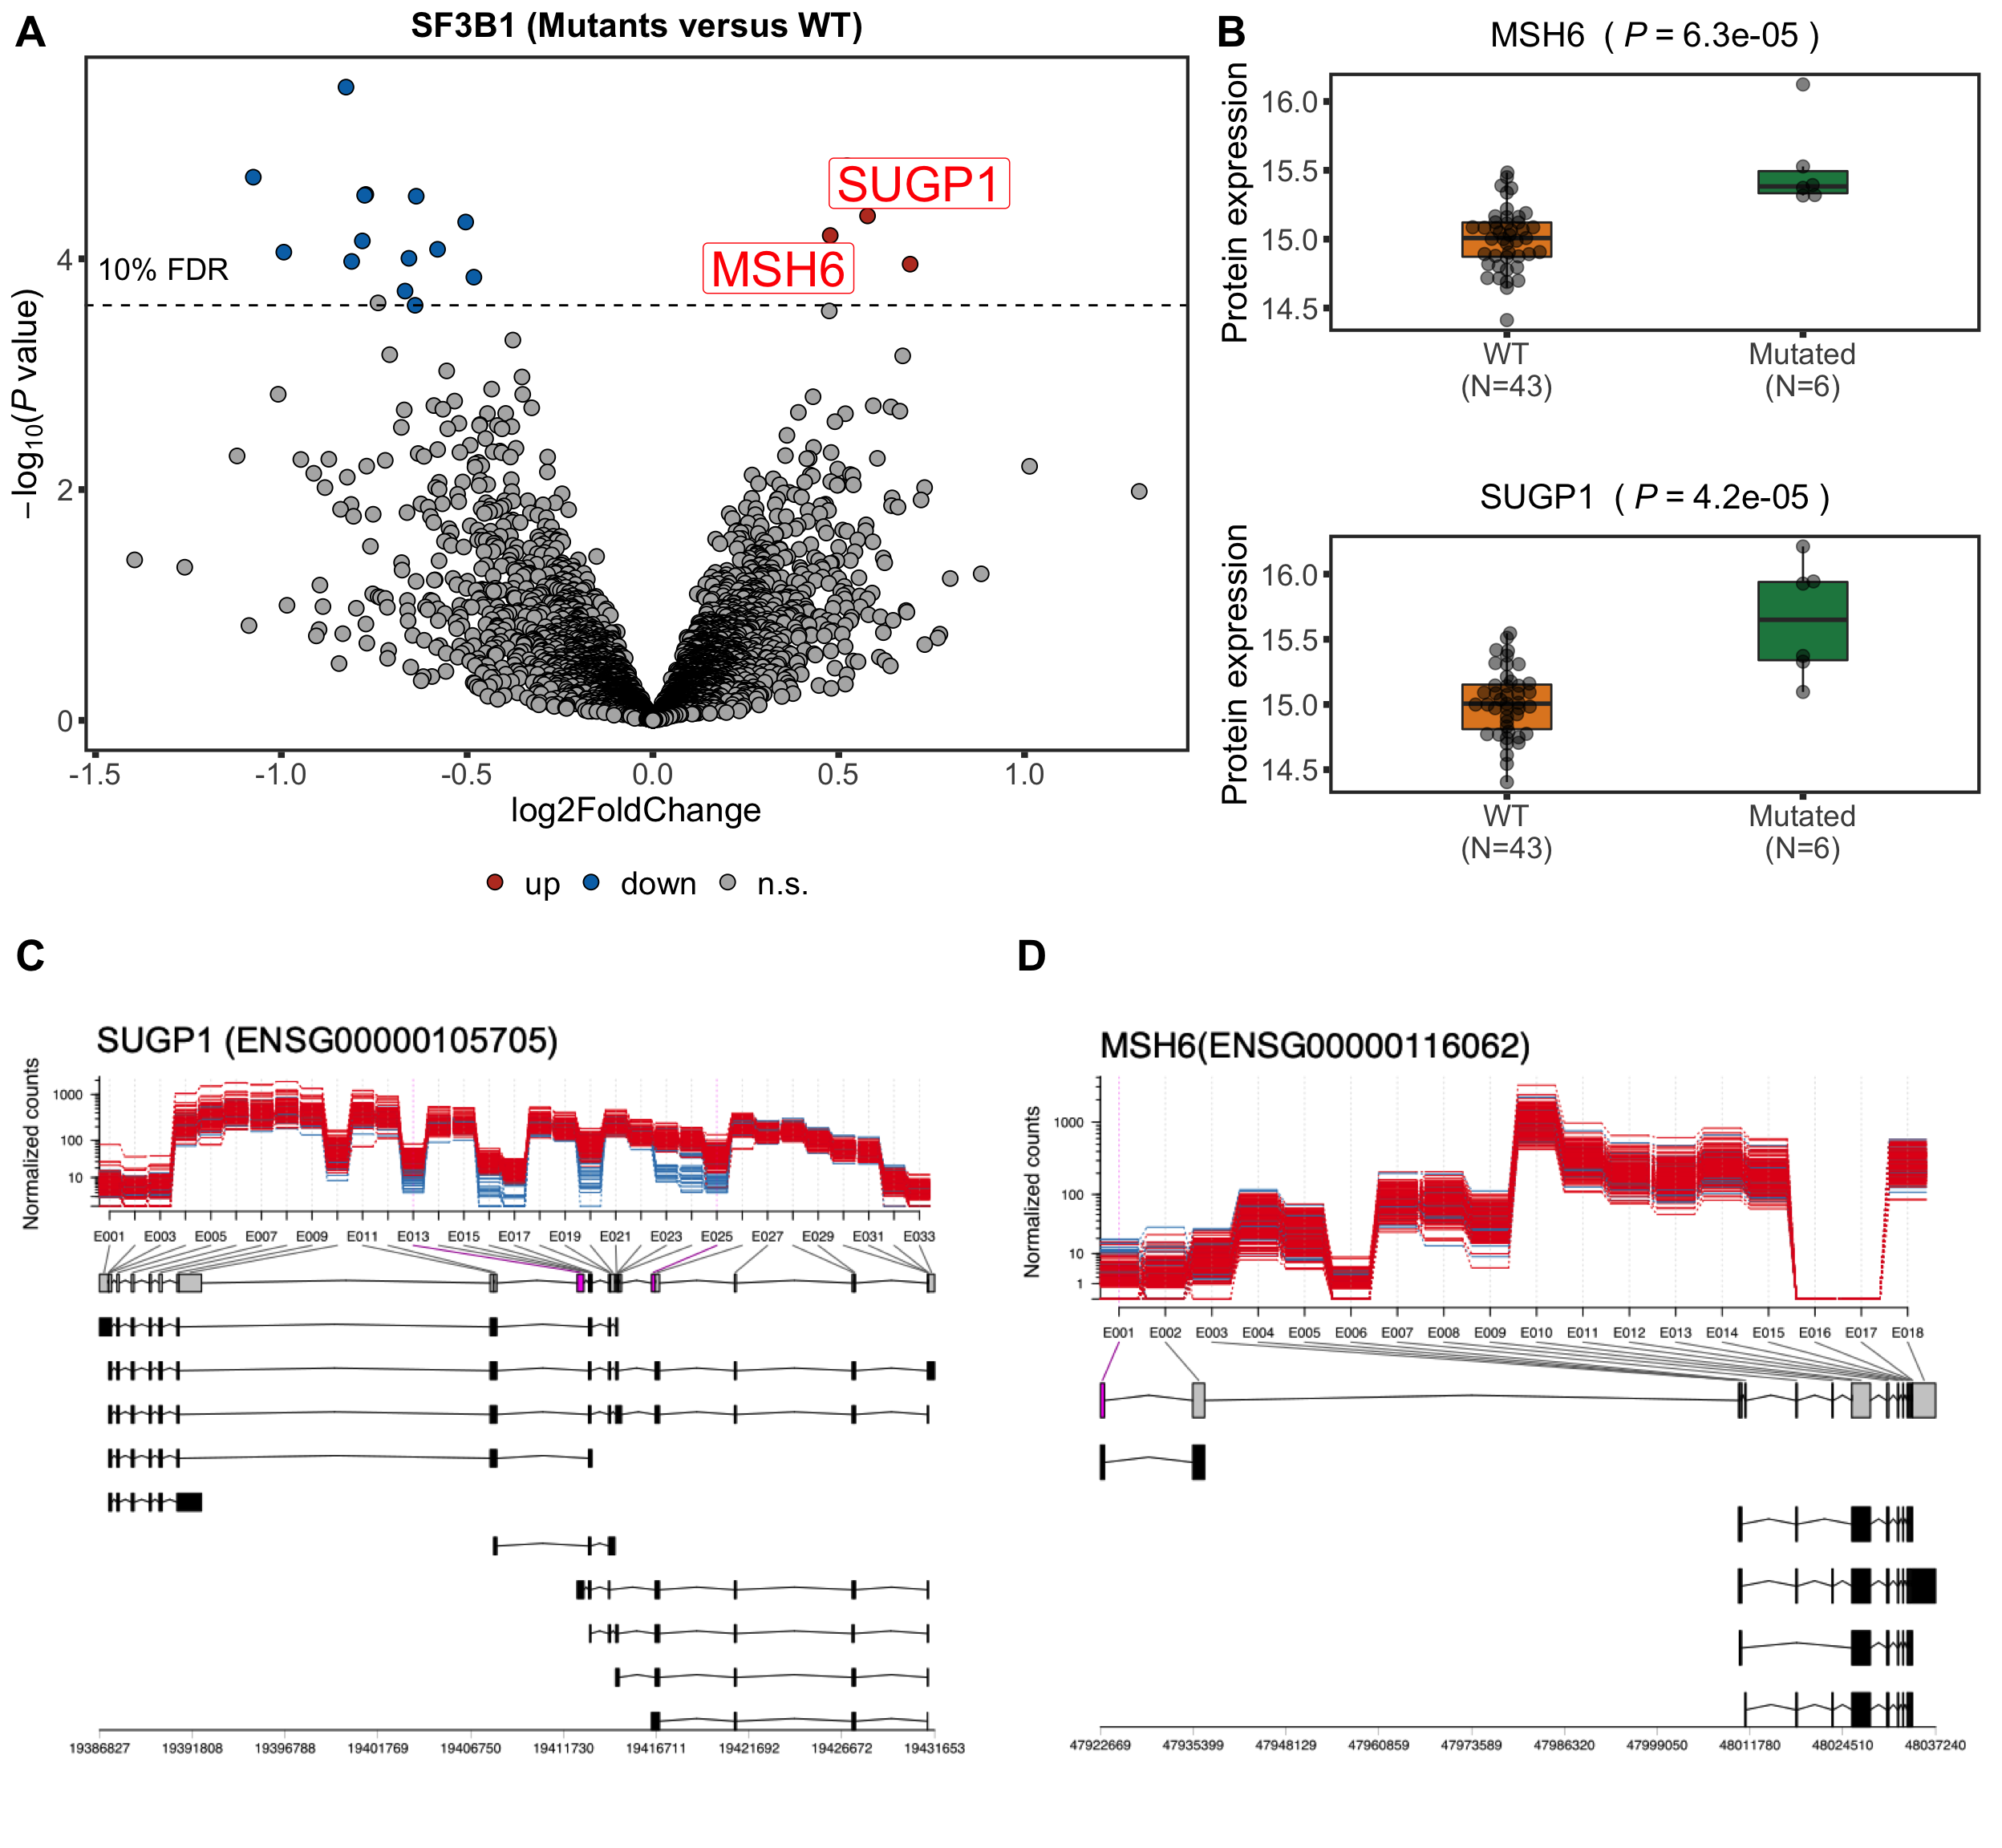 A
SF3B1 (Mutants versus WT)
SUGP1
MSH6
10% FDR
4
2
0
−log10(P value)
-1.5 -1.0 -0.5 0.0 0.5 1.0
log2FoldChange
up down n.s.
B
MSH6 ( P = 6.3e-05 )
Protein expression
16.0
15.5
15.0
14.5
WT Mutated
(N=43) (N=6)
SUGP1 ( P = 4.2e-05 )
Protein expression
16.0
15.5
15.0
14.5
WT Mutated
(N=43) (N=6)
C
SUGP1 (ENSG00000105705)
Normalized counts
1000
100
10
E001 E003 E005 E007 E009 E011 E013 E015 E017 E019 E021 E023 E025 E027 E029 E031 E033
19386827 19391808 19396788 19401769 19406750 19411730 19416711 19421692 19426672 19431653
D
MSH6(ENSG00000116062)
Normalized counts
1000
100
10
1
E001 E002 E003 E004 E005 E006 E007 E008 E009 E010 E011 E012 E013 E014 E015 E016 E017 E018
47922669 47935399 47948129 47960859 47973589 47986320 47999050 48011780 48024510 48037240